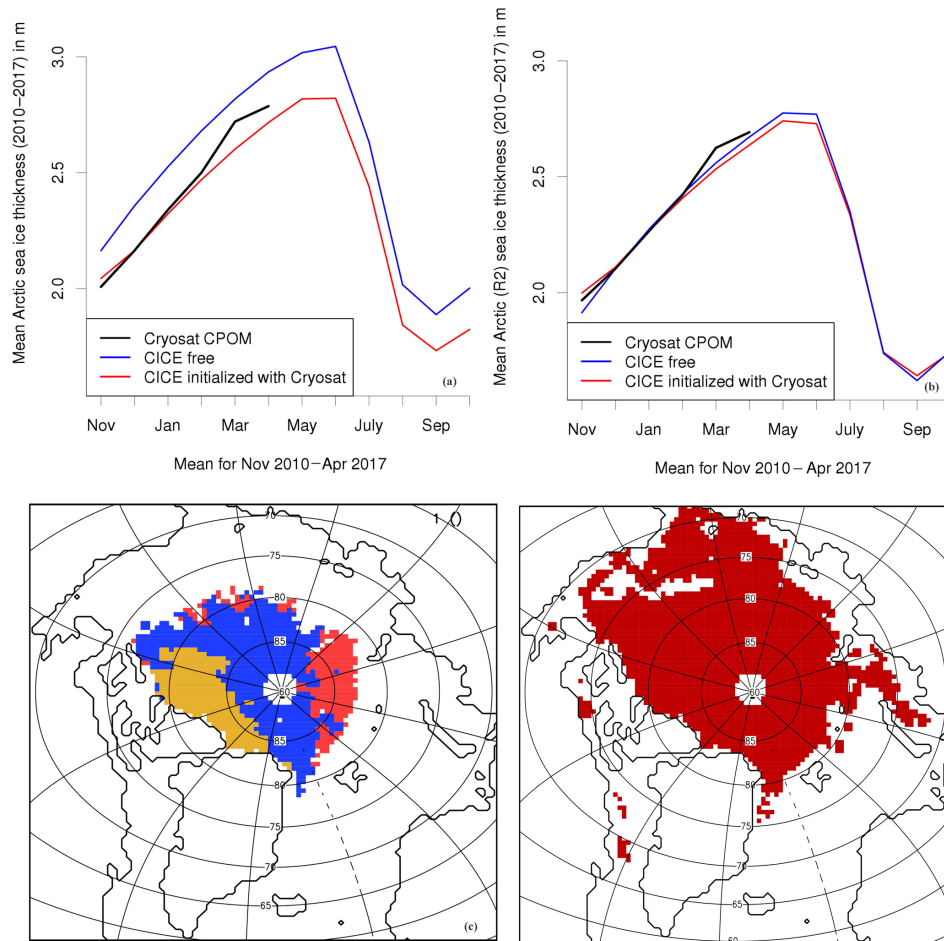 Mean Arctic sea ice thickness (2010−2017) in m
3.0
2.5
2.0
Cryosat CPOM
CICE free
CICE initialized with Cryosat
(a)
Nov Jan Mar May July Sep
Mean for Nov 2010−Apr 2017
Mean Arctic (R2) sea ice thickness (2010−2017) in m
3.0
2.5
2.0
Cryosat CPOM
CICE free
CICE initialized with Cryosat
(b)
Nov Jan Mar May July Sep
Mean for Nov 2010−Apr 2017
70
75
80
85
60
85
80
75
70
65
(c)
70
75
80
85
60
85
80
75
70
65
60